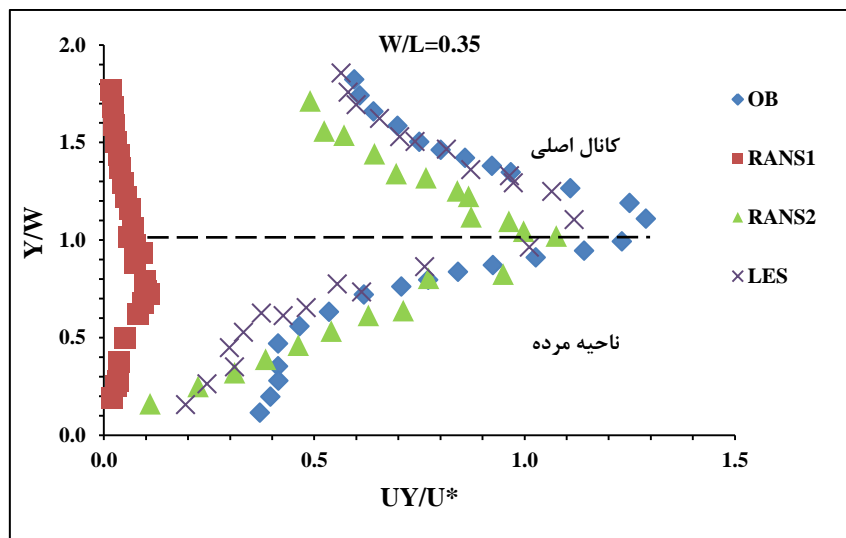 W/L=0.35
2.0
1.5
1.0
0.5
0.0
Y/W
0.0 0.5 1.0 1.5
UY/U*
کانال اصلی
ناحیه مرده
OB
RANS1
RANS2
LES